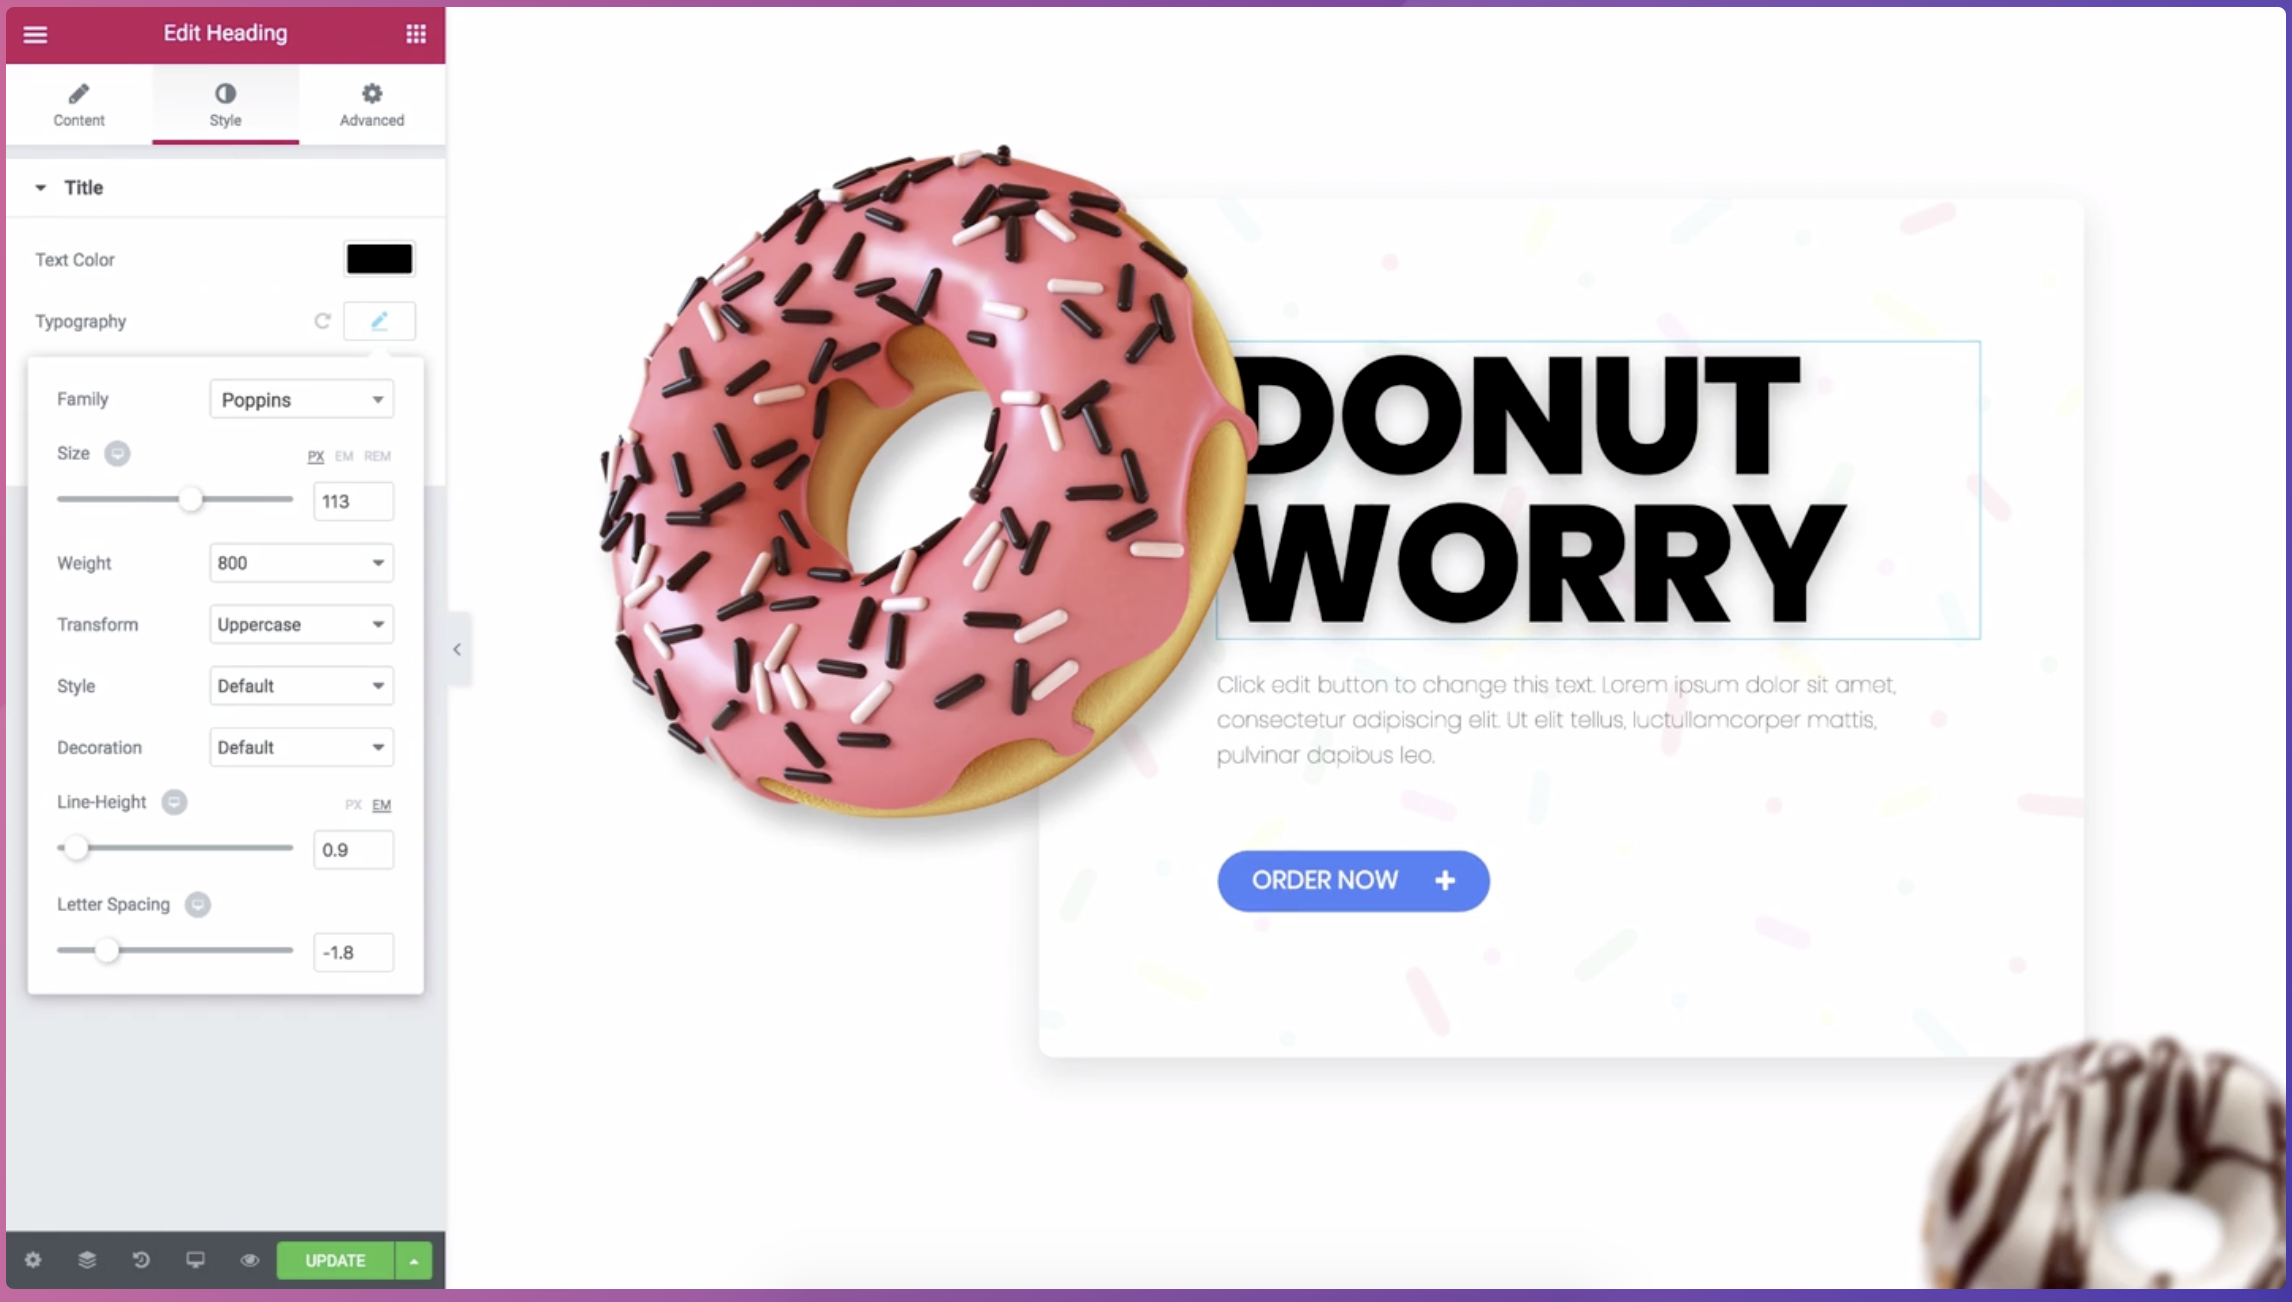 Edit Heading
Content
Style
Advanced
Title
Text Color
Typography
Family
Poppins
Size
PX EM REM
113
Weight
800
Transform
Uppercase
Style
Default
Decoration
Default
Line-Height
PX EM
0.9
Letter Spacing
-1.8
UPDATE
DONUT
WORRY
Click edit button to change this text. Lorem ipsum dolor sit amet,
consectetur adipiscing elit. Ut elit tellus, luctullamcorper mattis,
pulvinar dapibus leo.
ORDER NOW